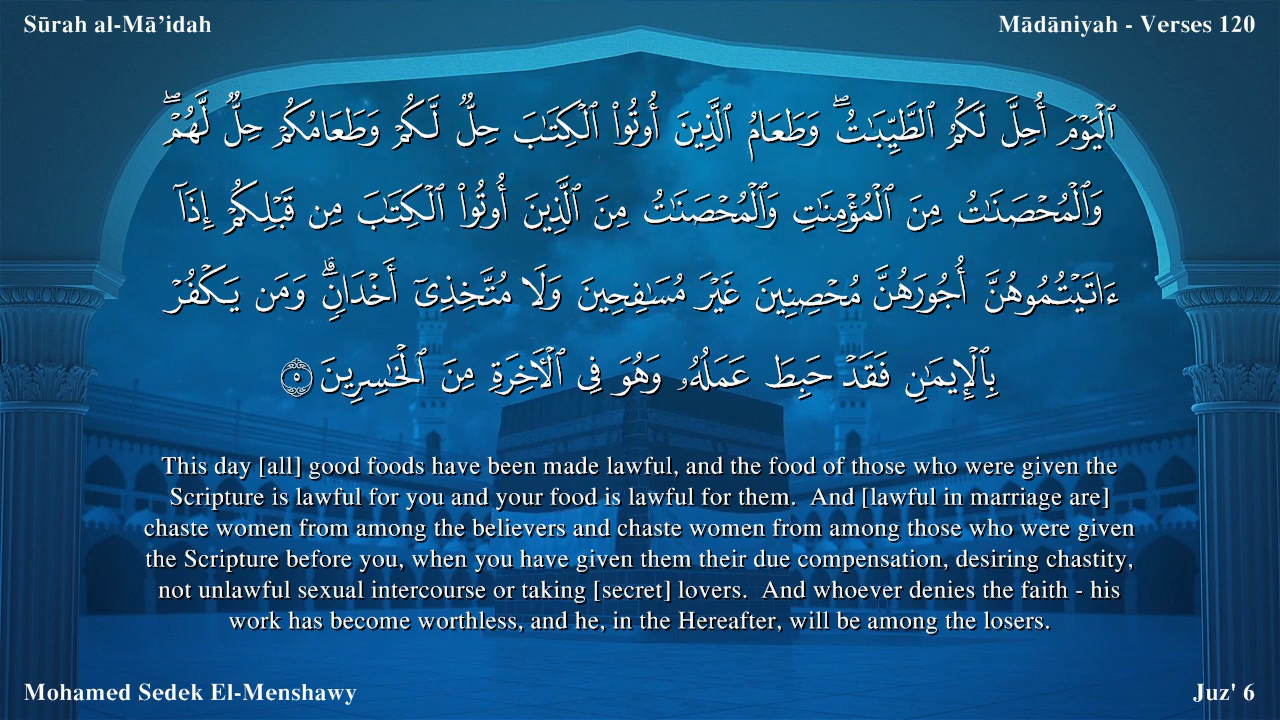 Sūrah al-Mā’idah
Mādāniyah - Verses 120
ٱلْيَوْمَ أُحِلَّ لَكُمُ ٱلطَّيِّبَـٰتُ ۖ وَطَعَامُ ٱلَّذِينَ أُوتُوا۟ ٱلْكِتَـٰبَ حِلٌّ لَّكُمْ وَطَعَامُكُمْ حِلٌّ لَّهُمْ ۖ
وَٱلْمُحْصَنَـٰتُ مِنَ ٱلْمُؤْمِنَـٰتِ وَٱلْمُحْصَنَـٰتُ مِنَ ٱلَّذِينَ أُوتُوا۟ ٱلْكِتَـٰبَ مِن قَبْلِكُمْ إِذَآ
ءَاتَيْتُمُوهُنَّ أُجُورَهُنَّ مُحْصِنِينَ غَيْرَ مُسَـٰفِحِينَ وَلَا مُتَّخِذِىٓ أَخْدَانٍ ۗ وَمَن يَكْفُرْ
بِٱلْإِيمَـٰنِ فَقَدْ حَبِطَ عَمَلُهُۥ وَهُوَ فِى ٱلْـَٔاخِرَةِ مِنَ ٱلْخَـٰسِرِينَ ٥
This day [all] good foods have been made lawful, and the food of those who were given the
Scripture is lawful for you and your food is lawful for them.  And [lawful in marriage are]
chaste women from among the believers and chaste women from among those who were given
the Scripture before you, when you have given them their due compensation, desiring chastity,
not unlawful sexual intercourse or taking [secret] lovers.  And whoever denies the faith - his
work has become worthless, and he, in the Hereafter, will be among the losers.
Mohamed Sedek El-Menshawy
Juz' 6